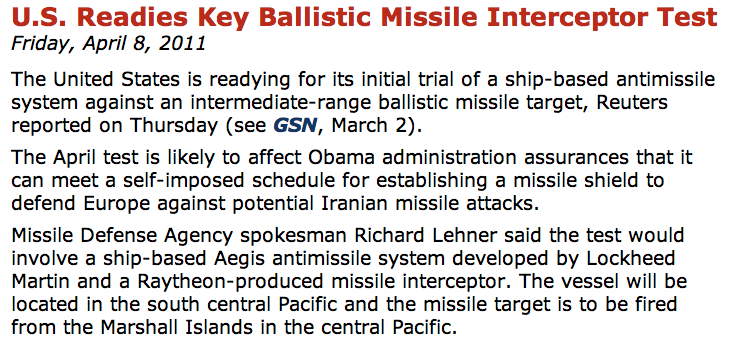 U.S. Readies Key Ballistic Missile Interceptor Test
Friday, April 8, 2011
The United States is readying for its initial trial of a ship-based antimissile
system against an intermediate-range ballistic missile target, Reuters
reported on Thursday (see GSN, March 2).
The April test is likely to affect Obama administration assurances that it
can meet a self-imposed schedule for establishing a missile shield to
defend Europe against potential Iranian missile attacks.
Missile Defense Agency spokesman Richard Lehner said the test would
involve a ship-based Aegis antimissile system developed by Lockheed
Martin and a Raytheon-produced missile interceptor. The vessel will be
located in the south central Pacific and the missile target is to be fired
from the Marshall Islands in the central Pacific.